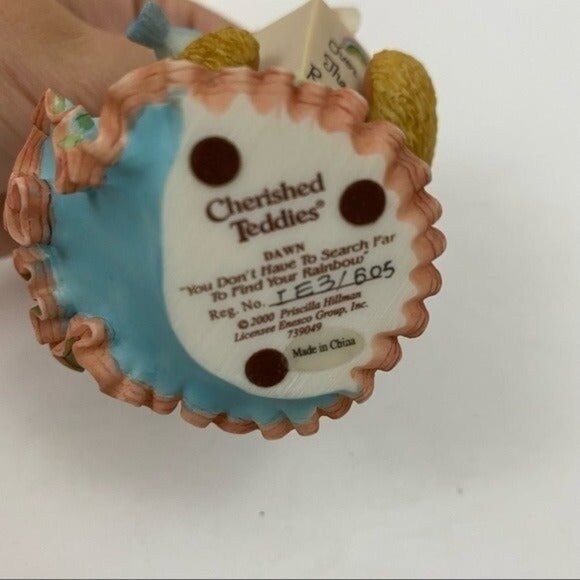 Cherished
Teddies®
DAWN
"You Don't Have To Search Far
To Find Your Rainbow"
Reg. No. IE3/605
©2000 Priscilla Hillman
Licensee Enesco Group, Inc.
739049
Made in China